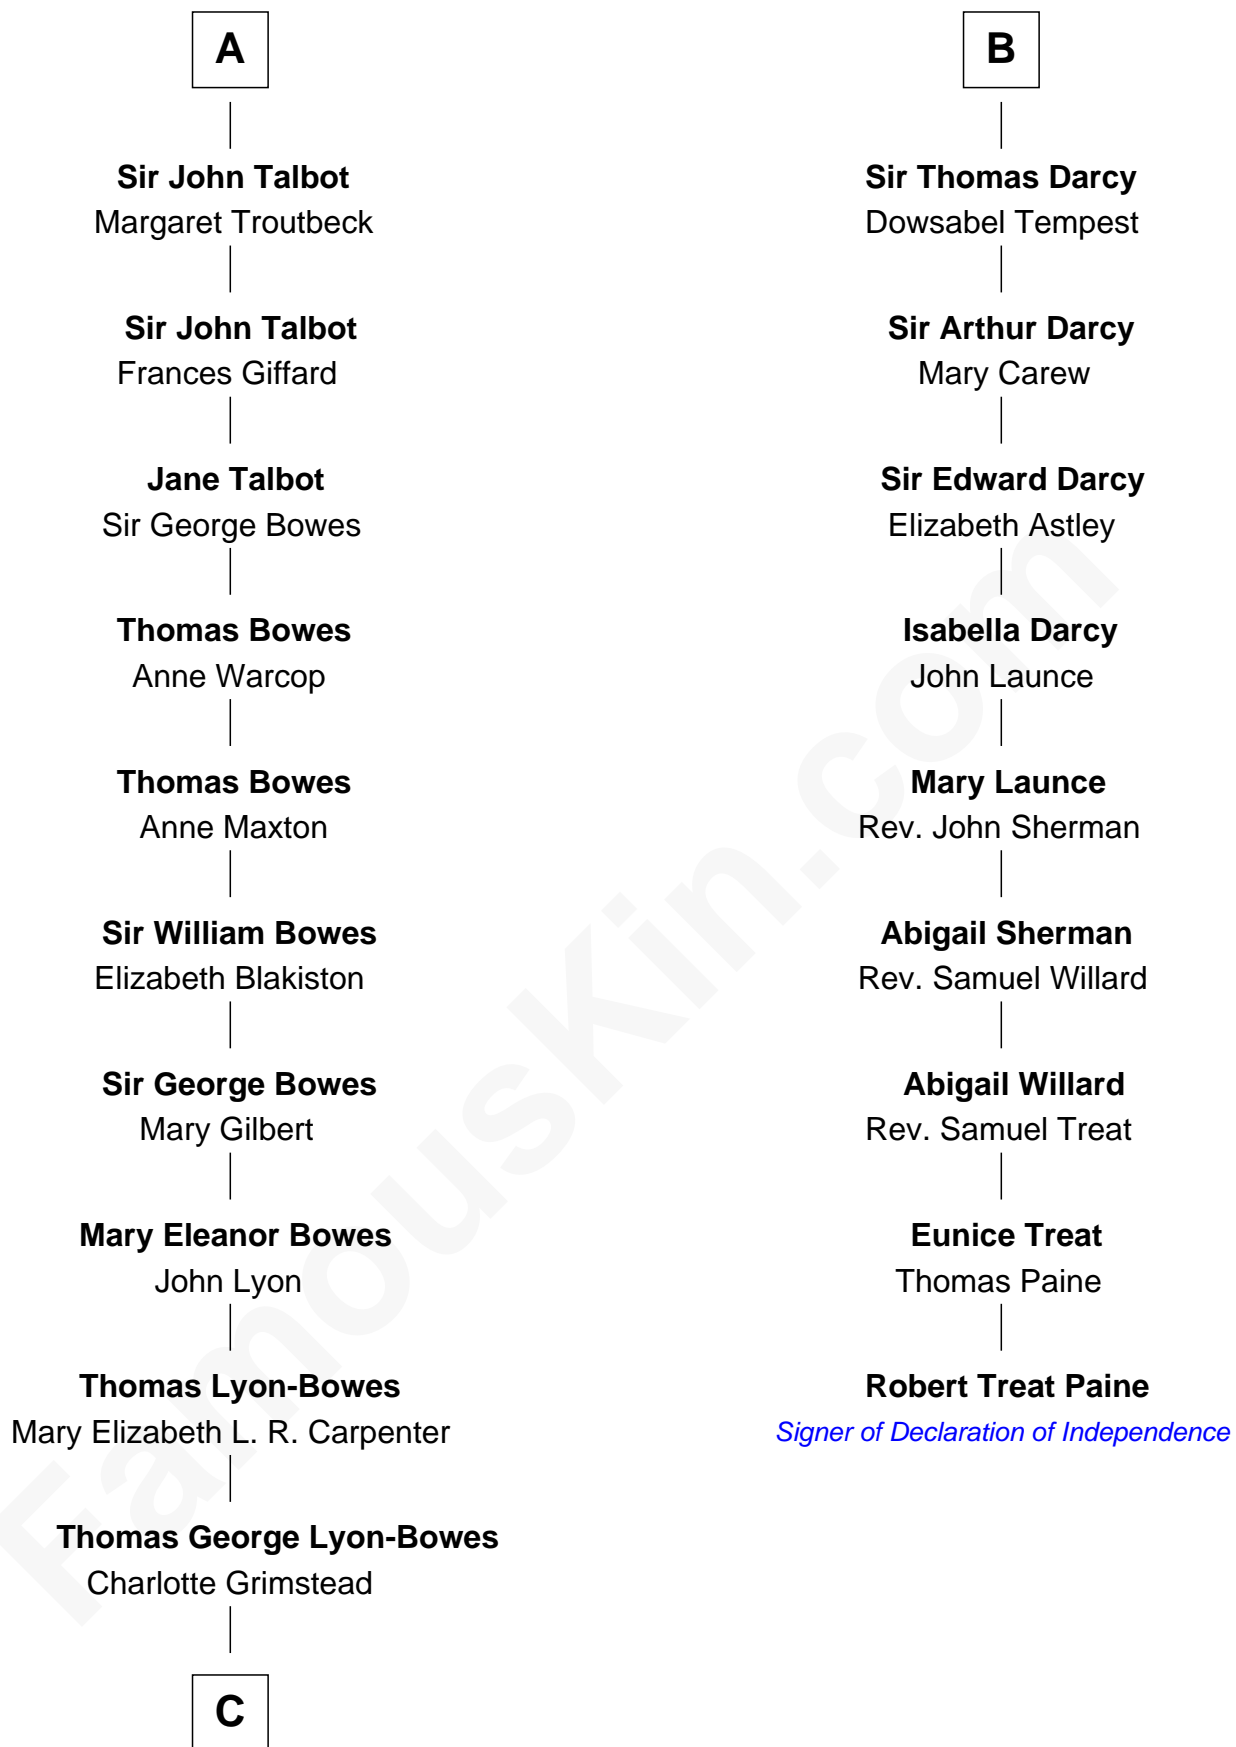 A
Sir John Talbot
Margaret Troutbeck
Sir John Talbot
Frances Giffard
Jane Talbot
Sir George Bowes
Thomas Bowes
Anne Warcop
Thomas Bowes
Anne Maxton
Sir William Bowes
Elizabeth Blakiston
Sir George Bowes
Mary Gilbert
Mary Eleanor Bowes
John Lyon
Thomas Lyon-Bowes
Mary Elizabeth L. R. Carpenter
Thomas George Lyon-Bowes
Charlotte Grimstead
C
B
Sir Thomas Darcy
Dowsabel Tempest
Sir Arthur Darcy
Mary Carew
Sir Edward Darcy
Elizabeth Astley
Isabella Darcy
John Launce
Mary Launce
Rev. John Sherman
Abigail Sherman
Rev. Samuel Willard
Abigail Willard
Rev. Samuel Treat
Eunice Treat
Thomas Paine
Robert Treat Paine
Signer of Declaration of Independence
FamousKin.com